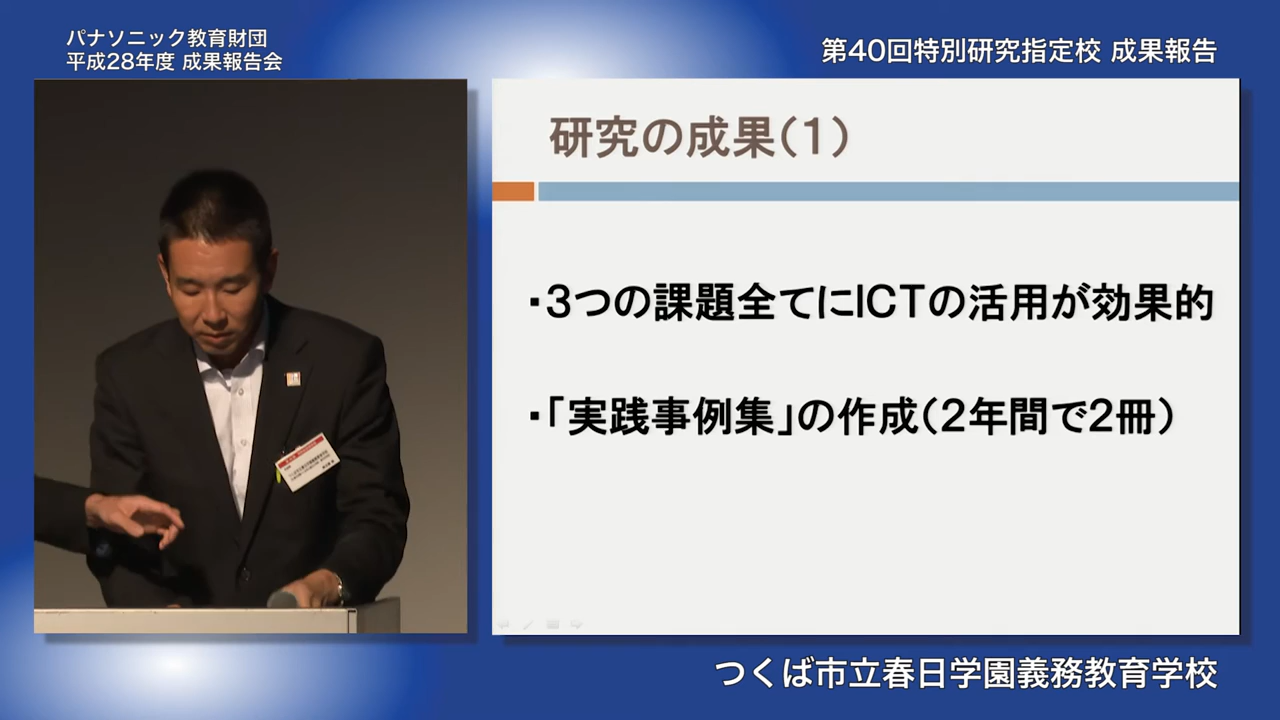 パナソニック教育財団
平成28年度 成果報告会
第40回特別研究指定校 成果報告
研究の成果(1)
・3つの課題全てにICTの活用が効果的
・「実践事例集」の作成(2年間で2冊)
つくば市立春日学園義務教育学校